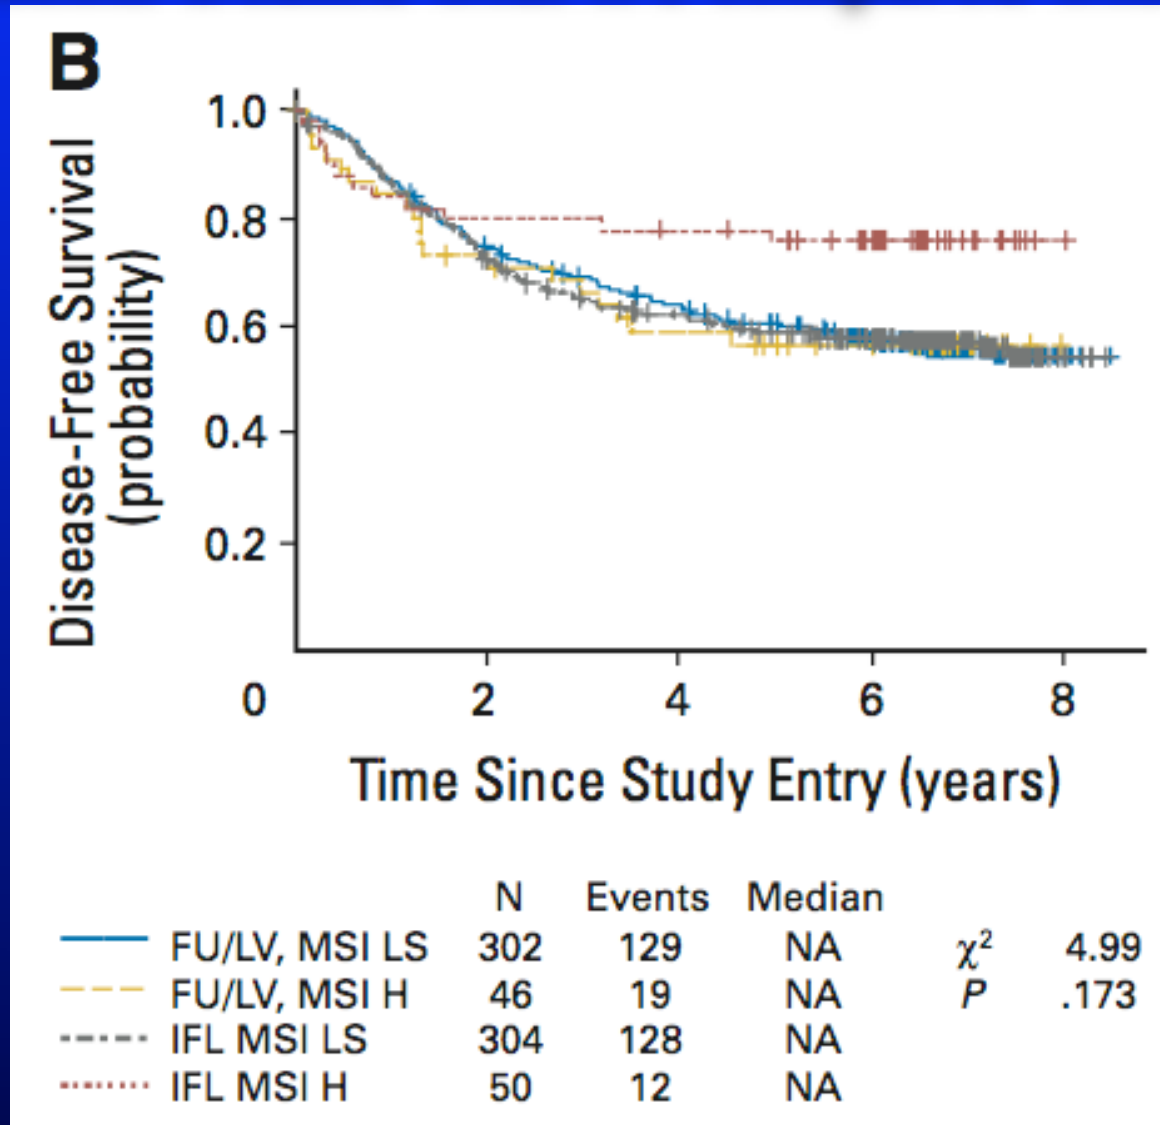 B
Disease-Free Survival
(probability)
1.0
0.8
0.6
0.4
0.2
0 2 4 6 8
Time Since Study Entry (years)
N Events Median
FU/LV, MSI LS 302 129 NA χ² 4.99
FU/LV, MSI H 46 19 NA P .173
IFL MSI LS 304 128 NA
IFL MSI H 50 12 NA